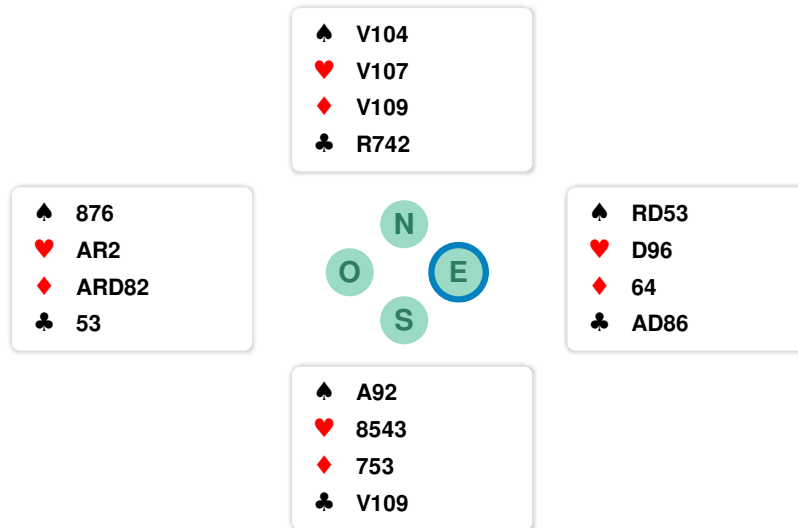 ♠ V104
♥ V107
♦ V109
♣ R742
♠ 876
♥ AR2
♦ ARD82
♣ 53
N
O
E
S
♠ RD53
♥ D96
♦ 64
♣ AD86
♠ A92
♥ 8543
♦ 753
♣ V109